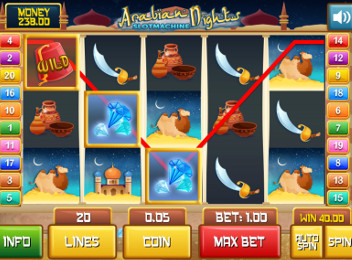 MONEY
238.00
Arabian Nights
SLOTMACHINE
4
2
20
16
10
1
11
17
3
5
14
12
9
18
6
7
8
19
13
15
WILD
20
0.05
BET: 1.00
WIN 40.00
INFO
LINES
COIN
MAX BET
AUTO
SPIN
SPIN